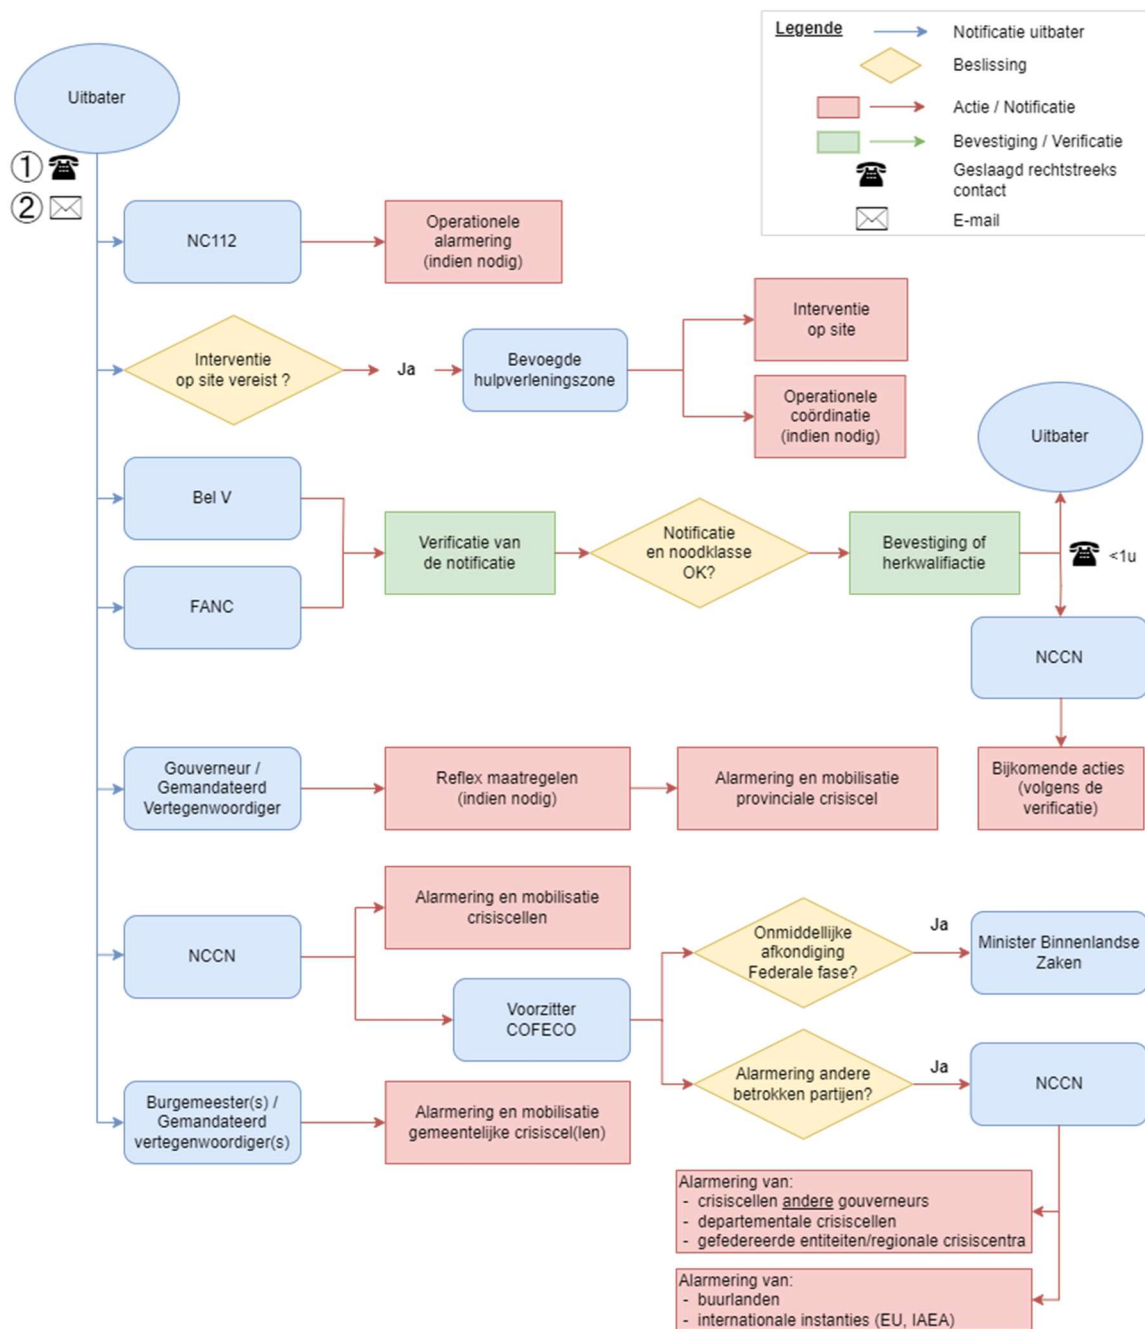 Legende
Notificatie uitbater
Beslissing
Actie / Notificatie
Bevestiging / Verificatie
Geslaagd rechtstreeks
contact
E-mail
Uitbater
1
2
NC112
Operationele
alarmering
(indien nodig)
Interventie
op site vereist ?
Ja
Bevoegde
hulpverleningszone
Interventie
op site
Operationele
coördinatie
(indien nodig)
Uitbater
Bel V
FANC
Verificatie van
de notificatie
Notificatie
en noodklasse
OK?
Bevestiging of
herkwalifiactie
<1u
NCCN
Bijkomende acties
(volgens de
verificatie)
Gouverneur /
Gemandateerd
Vertegenwoordiger
Reflex maatregelen
(indien nodig)
Alarmering en mobilisatie
provinciale crisiscel
NCCN
Alarmering en mobilisatie
crisiscellen
Voorzitter
COFECO
Onmiddellijke
afkondiging
Federale fase?
Ja
Minister Binnenlandse
Zaken
Alarmering andere
betrokken partijen?
Ja
NCCN
Burgemeester(s) /
Gemandateerd
vertegenwoordiger(s)
Alarmering en mobilisatie
gemeentelijke crisiscel(len)
Alarmering van:
- crisiscellen andere gouverneurs
- departementale crisiscellen
- gefedereerde entiteiten/regionale crisiscentra
Alarmering van:
- buurlanden
- internationale instanties (EU, IAEA)